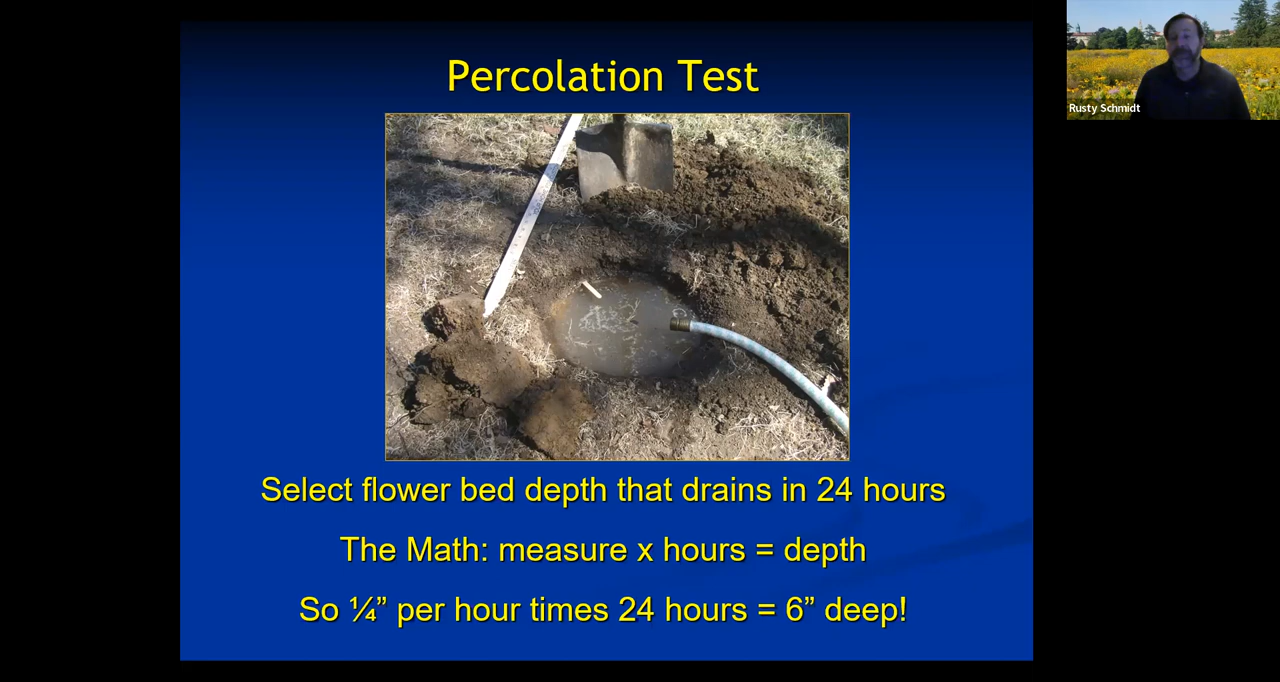 Percolation Test
Rusty Schmidt
Select flower bed depth that drains in 24 hours
The Math: measure x hours = depth
So ¼” per hour times 24 hours = 6” deep!